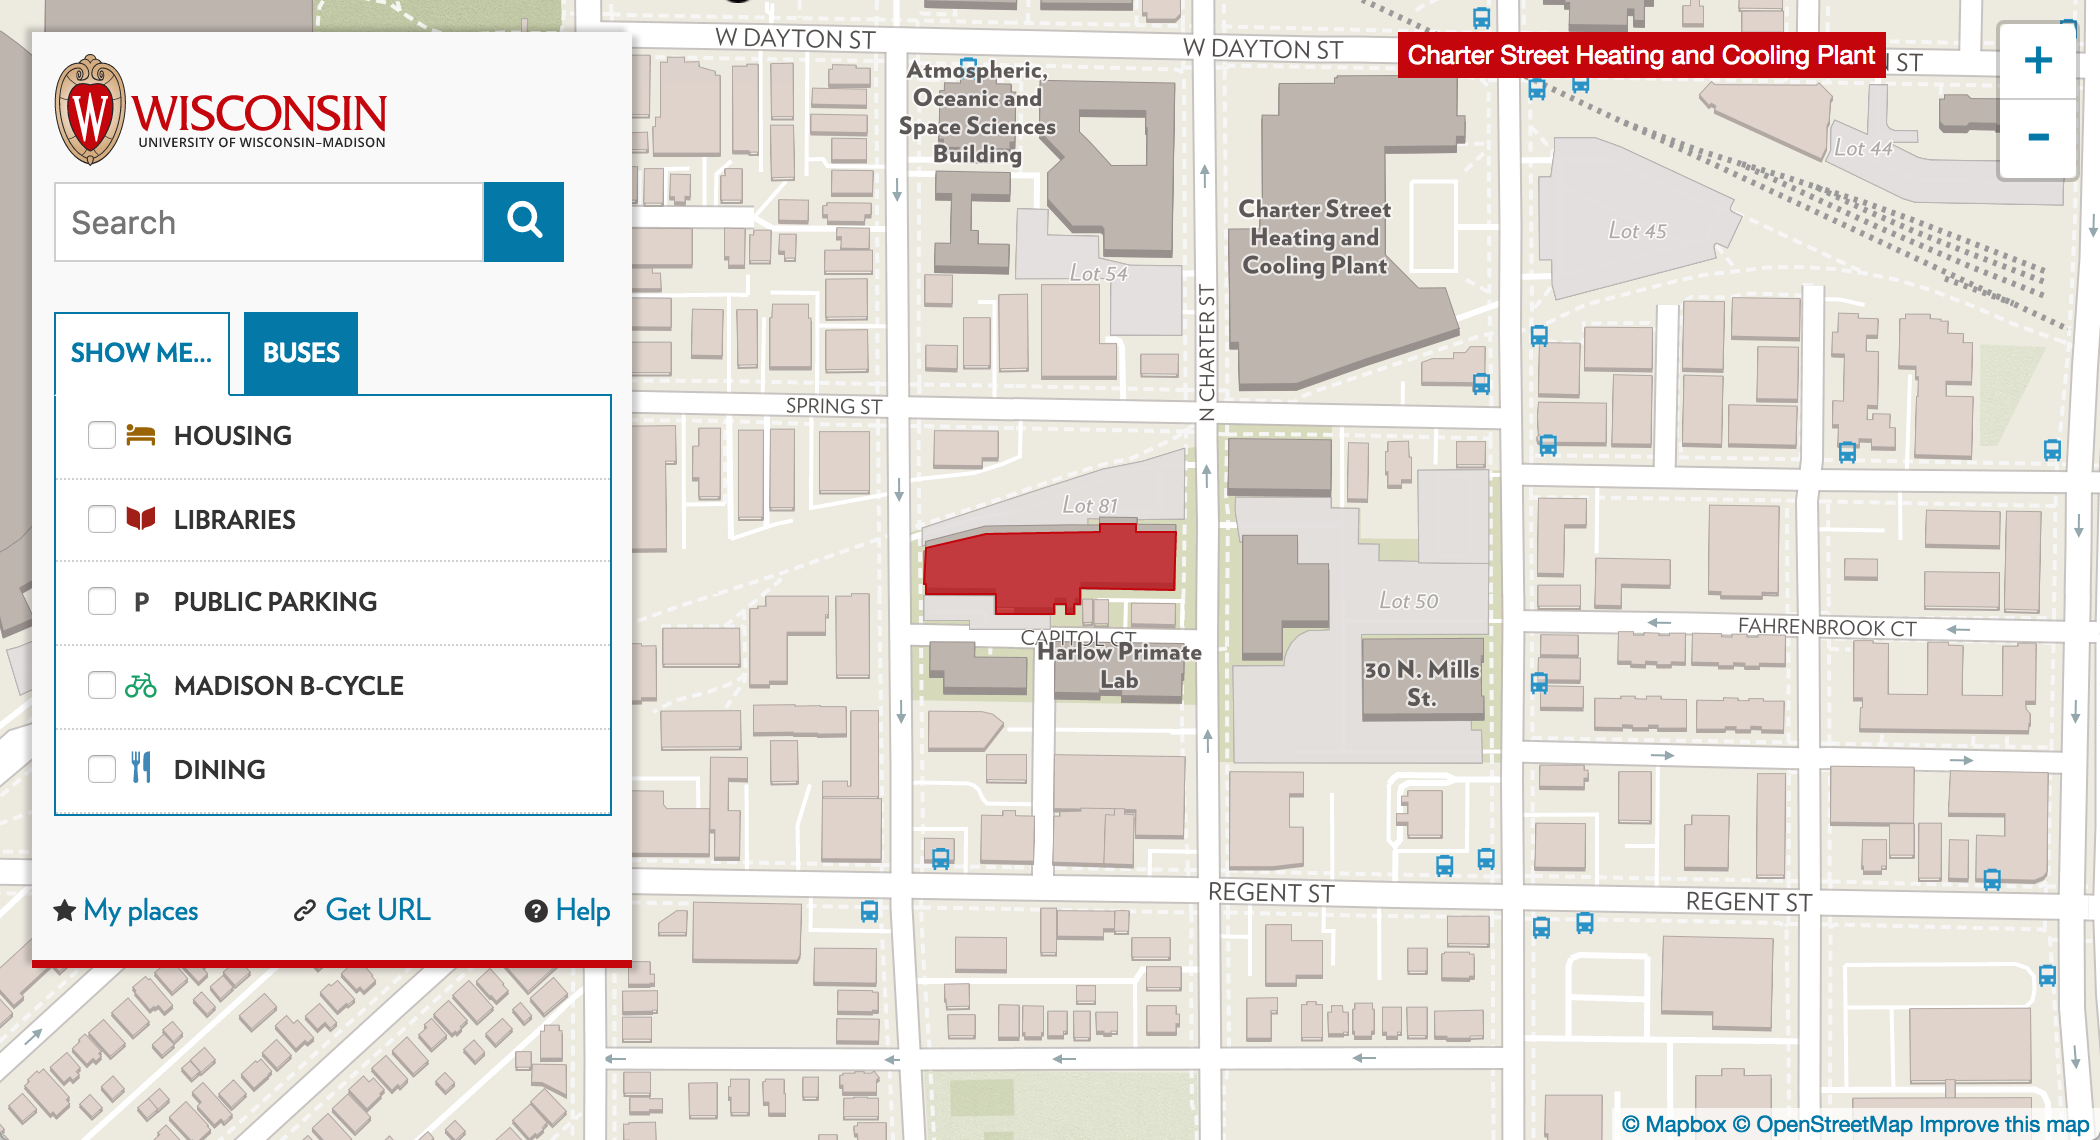 W
WISCONSIN
UNIVERSITY OF WISCONSIN–MADISON
Search
SHOW ME...
BUSES
HOUSING
LIBRARIES
P PUBLIC PARKING
MADISON B-CYCLE
DINING
My places
Get URL
? Help
W DAYTON ST
W DAYTON ST
Charter Street Heating and Cooling Plant
N ST
+
-
Atmospheric,
Oceanic and
Space Sciences
Building
Lot 44
Charter Street
Heating and
Cooling Plant
Lot 45
Lot 54
N CHARTER ST
SPRING ST
Lot 81
Lot 50
CAPITOL CT
Harlow Primate
Lab
FAHRENBROOK CT
30 N. Mills
St.
REGENT ST
REGENT ST
© Mapbox © OpenStreetMap Improve this map